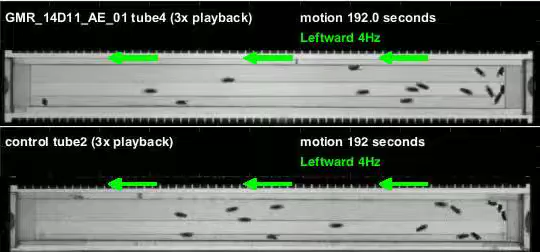 GMR_14D11_AE_01 tube4 (3x playback)
motion 192.0 seconds
Leftward 4Hz
control tube2 (3x playback)
motion 192 seconds
Leftward 4Hz